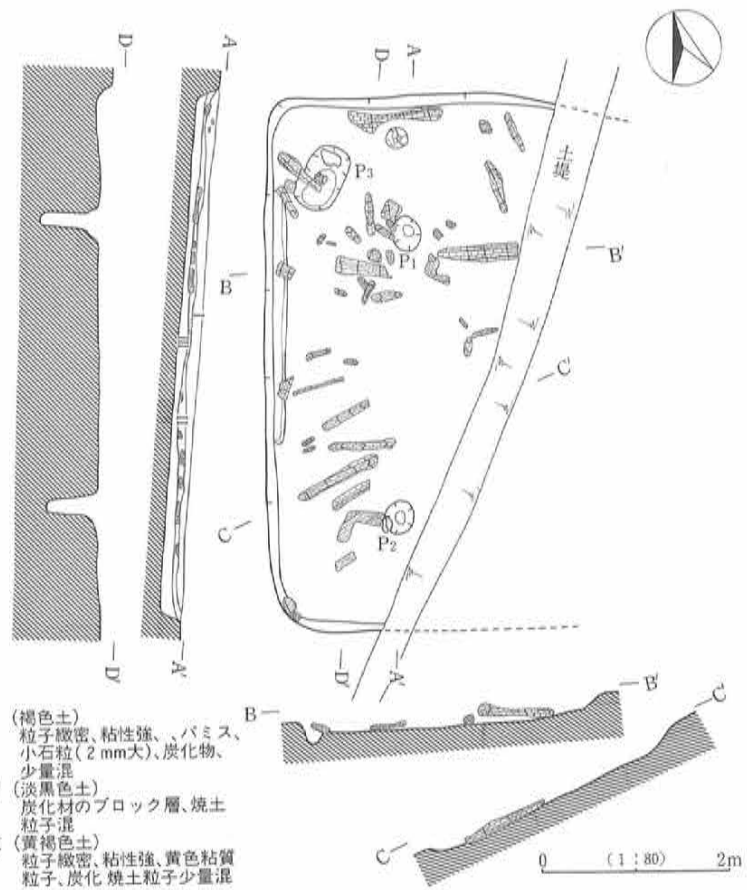 D
A
A
D
土堤
P3
P1
B
B'
C'
C
P2
D'
A'
D'
A'
B
B'
C'
C
(褐色土)
粒子緻密、粘性強、、パミス、
小石粒(2mm大)、炭化物、
少量混
(淡黒色土)
炭化材のブロック層、焼土
粒子混
(黄褐色土)
粒子緻密、粘性強、黄色粘質
粒子、炭化 焼土粒子少量混
0 (1:80) 2m